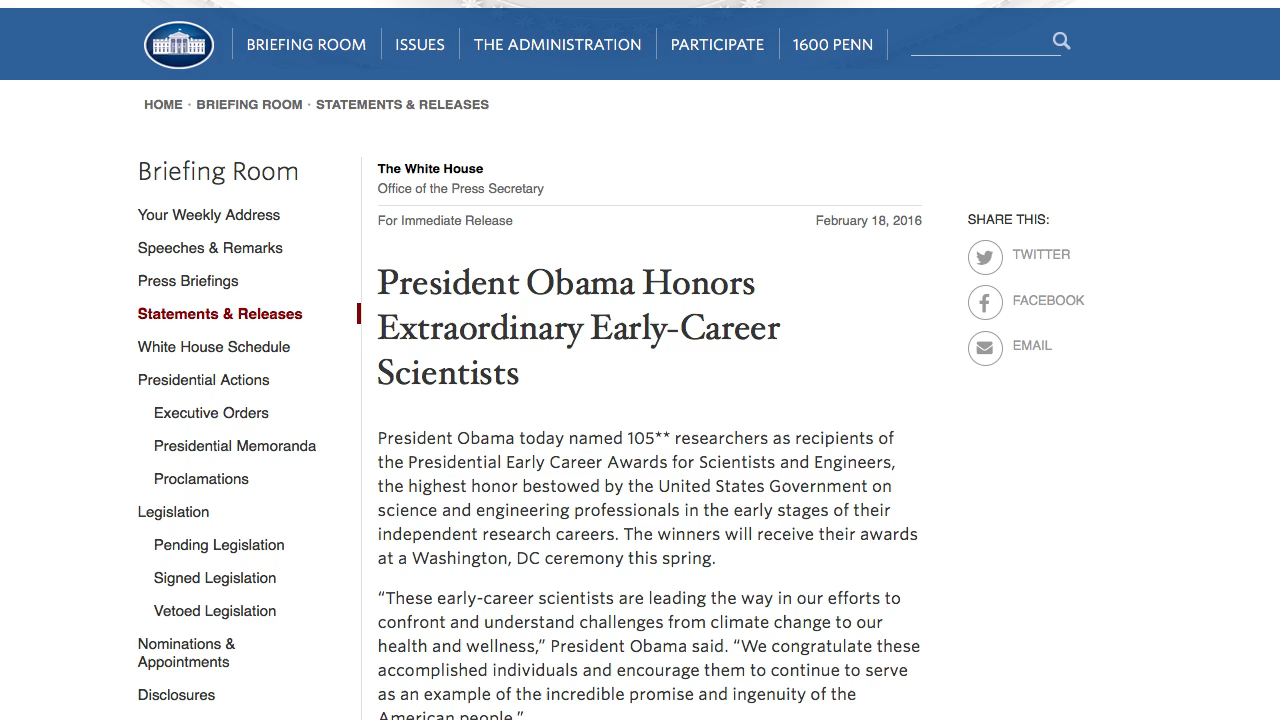 BRIEFING ROOM
ISSUES
THE ADMINISTRATION
PARTICIPATE
1600 PENN
HOME · BRIEFING ROOM · STATEMENTS & RELEASES
Briefing Room
Your Weekly Address
Speeches & Remarks
Press Briefings
Statements & Releases
White House Schedule
Presidential Actions
Executive Orders
Presidential Memoranda
Proclamations
Legislation
Pending Legislation
Signed Legislation
Vetoed Legislation
Nominations &
Appointments
Disclosures
The White House
Office of the Press Secretary
For Immediate Release
February 18, 2016
President Obama Honors
Extraordinary Early-Career
Scientists
President Obama today named 105** researchers as recipients of
the Presidential Early Career Awards for Scientists and Engineers,
the highest honor bestowed by the United States Government on
science and engineering professionals in the early stages of their
independent research careers. The winners will receive their awards
at a Washington, DC ceremony this spring.
“These early-career scientists are leading the way in our efforts to
confront and understand challenges from climate change to our
health and wellness,” President Obama said. “We congratulate these
accomplished individuals and encourage them to continue to serve
as an example of the incredible promise and ingenuity of the
American people.”
SHARE THIS:
TWITTER
FACEBOOK
EMAIL